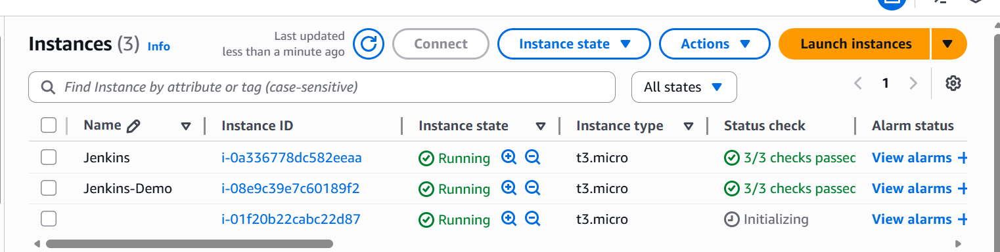 Instances (3) Info
Last updated
less than a minute ago
Connect
Instance state
Actions
Launch instances
Find Instance by attribute or tag (case-sensitive)
All states
1
Name Instance ID Instance state Instance type Status check Alarm status
Jenkins i-0a336778dc582eeaa Running t3.micro 3/3 checks passed View alarms +
Jenkins-Demo i-08e9c39e7c60189f2 Running t3.micro 3/3 checks passed View alarms +
i-01f20b22cabc22d87 Running t3.micro Initializing View alarms +